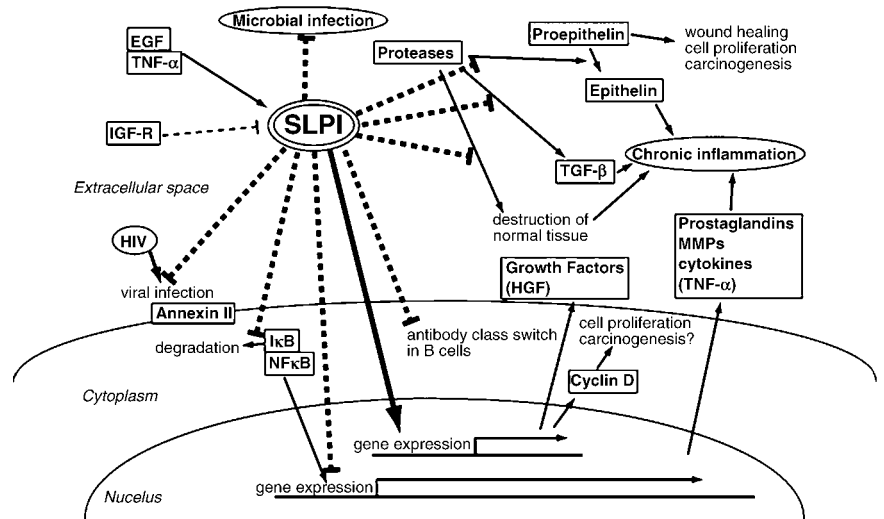 Microbial infection
EGF
TNF-α
Proteases
Proepithelin
wound healing
cell proliferation
carcinogenesis
Epithelin
SLPI
IGF-R
Chronic inflammation
TGF-β
Extracellular space
destruction of
normal tissue
Prostaglandins
MMPs
cytokines
(TNF-α)
HIV
Growth Factors
(HGF)
viral infection
Annexin II
degradation
IκB
NFκB
antibody class switch
in B cells
cell proliferation
carcinogenesis?
Cyclin D
Cytoplasm
gene expression
gene expression
Nucelus